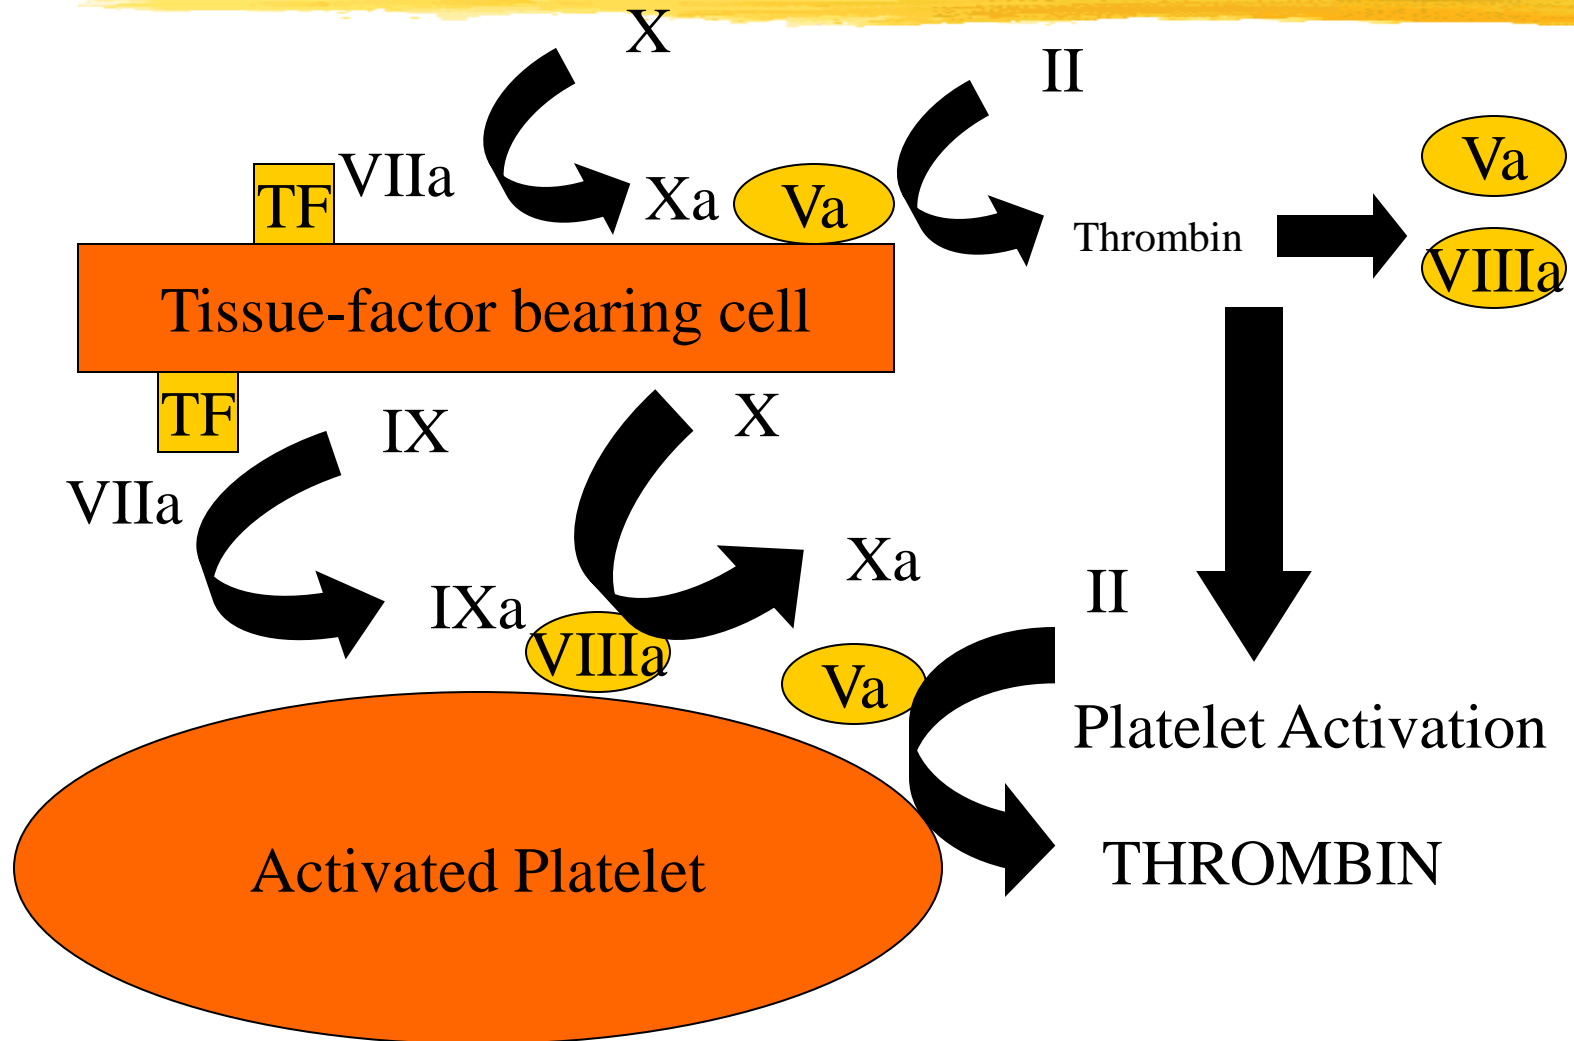 X
II
Va
VIIa
TF
Xa
Va
Thrombin
VIIIa
Tissue-factor bearing cell
TF
IX
X
VIIa
Xa
II
IXa
VIIIa
Va
Platelet Activation
Activated Platelet
THROMBIN